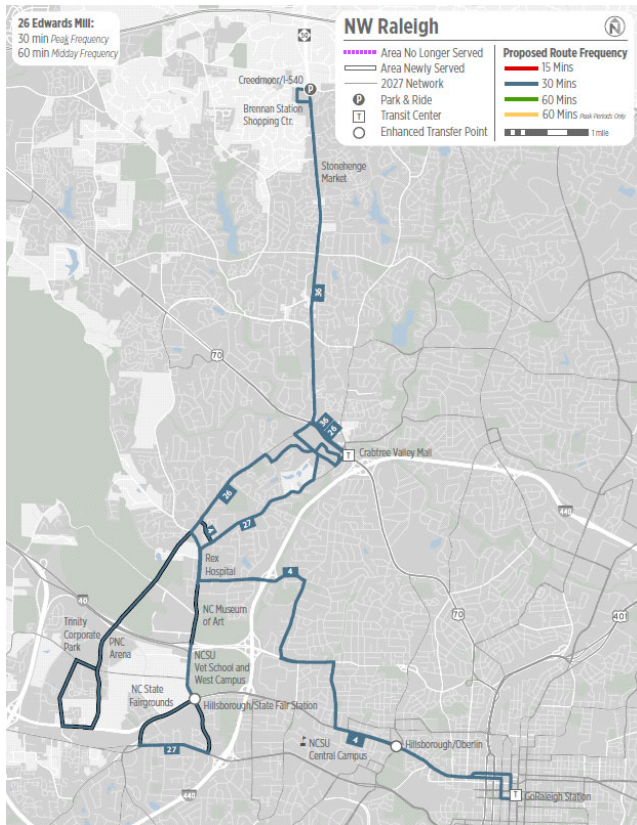 26 Edwards Mill:
30 min Peak Frequency
60 min Midday Frequency
NW Raleigh
N
Area No Longer Served
Area Newly Served
2027 Network
P Park & Ride
T Transit Center
Enhanced Transfer Point
Proposed Route Frequency
15 Mins
30 Mins
60 Mins
60 Mins Peak Periods Only
1 mile
50
Creedmoor/I-540
P
Brennan Station
Shopping Ctr.
Stonehenge
Market
36
70
36
26
T
Crabtree Valley Mall
26
440
4
27
Rex
Hospital
4
40
NC Museum
of Art
70
401
Trinity
Corporate
Park
PNC
Arena
NCSU
Vet School and
West Campus
NC State
Fairgrounds
Hillsborough/State Fair Station
27
NCSU
Central Campus
4
Hillsborough/Oberlin
440
T
GoRaleigh Station